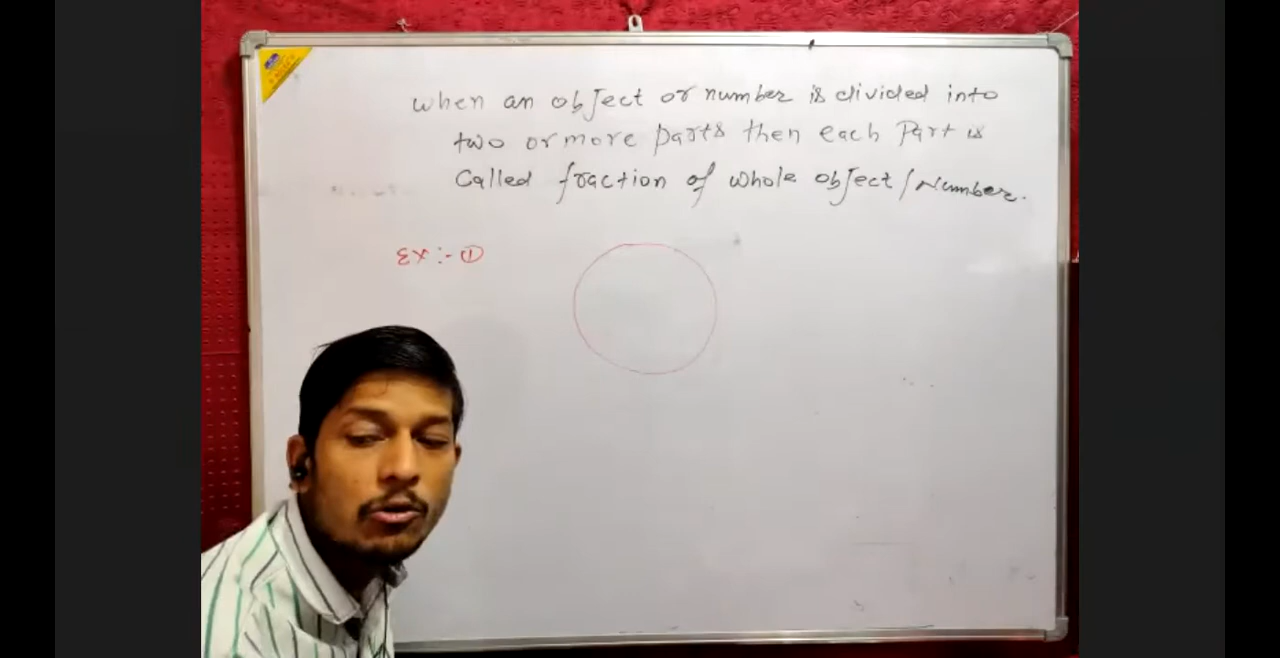 when an object or number is divided into
two or more parts then each Part is
Called fraction of whole object/Number.
Ex :- ①